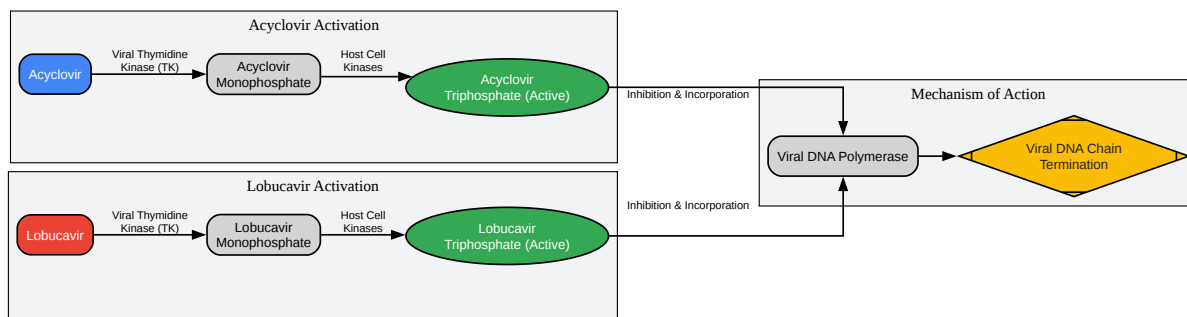 Acyclovir Activation
Acyclovir
Viral Thymidine
Kinase (TK)
Acyclovir
Monophosphate
Host Cell
Kinases
Acyclovir
Triphosphate (Active)
Inhibition & Incorporation
Lobucavir Activation
Lobucavir
Viral Thymidine
Kinase (TK)
Lobucavir
Monophosphate
Host Cell
Kinases
Lobucavir
Triphosphate (Active)
Inhibition & Incorporation
Mechanism of Action
Viral DNA Polymerase
Viral DNA Chain
Termination